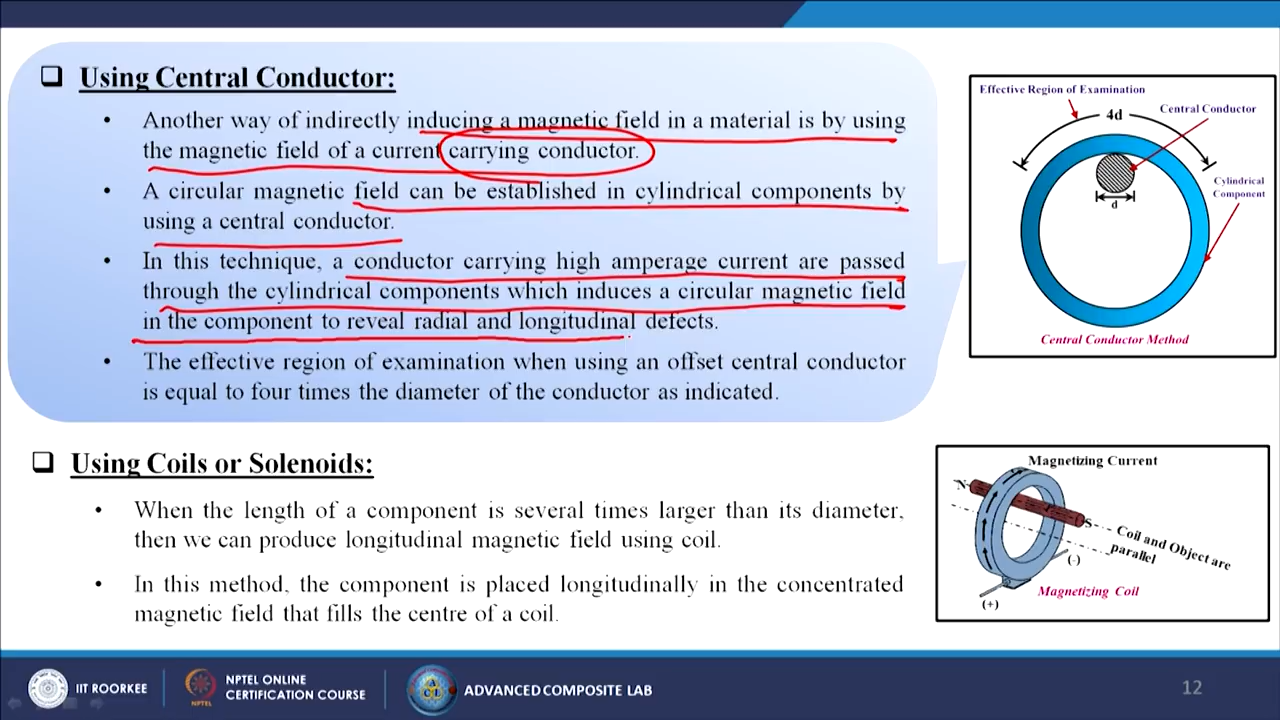 Using Central Conductor:
• Another way of indirectly inducing a magnetic field in a material is by using
the magnetic field of a current carrying conductor.
• A circular magnetic field can be established in cylindrical components by
using a central conductor.
• In this technique, a conductor carrying high amperage current are passed
through the cylindrical components which induces a circular magnetic field
in the component to reveal radial and longitudinal defects.
• The effective region of examination when using an offset central conductor
is equal to four times the diameter of the conductor as indicated.
Effective Region of Examination
4d
Central Conductor
Cylindrical
Component
d
Central Conductor Method
Using Coils or Solenoids:
• When the length of a component is several times larger than its diameter,
then we can produce longitudinal magnetic field using coil.
• In this method, the component is placed longitudinally in the concentrated
magnetic field that fills the centre of a coil.
Magnetizing Current
N
S
Coil and Object are
parallel
(-)
(+)
Magnetizing Coil
IIT ROORKEE
NPTEL
NPTEL ONLINE
CERTIFICATION COURSE
ACL
ADVANCED COMPOSITE LAB
12